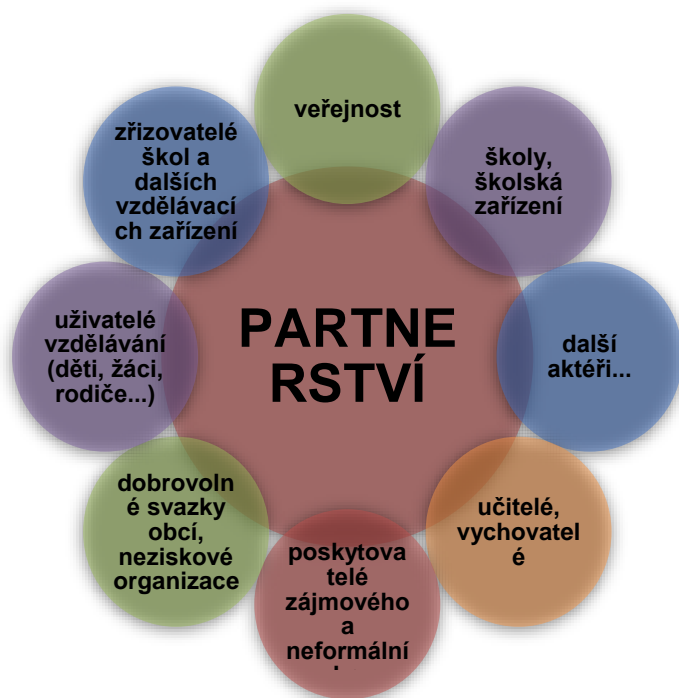 veřejnost
školy,
školská
zařízení
další
aktéři...
učitelé,
vychovatel
é
poskytova
telé
zájmového
a
neformální
dobrovoln
é svazky
obcí,
neziskové
organizace
uživatelé
vzdělávání
(děti, žáci,
rodiče...)
zřizovatelé
škol a
dalších
vzdělávací
ch zařízení
PARTNE
RSTVÍ